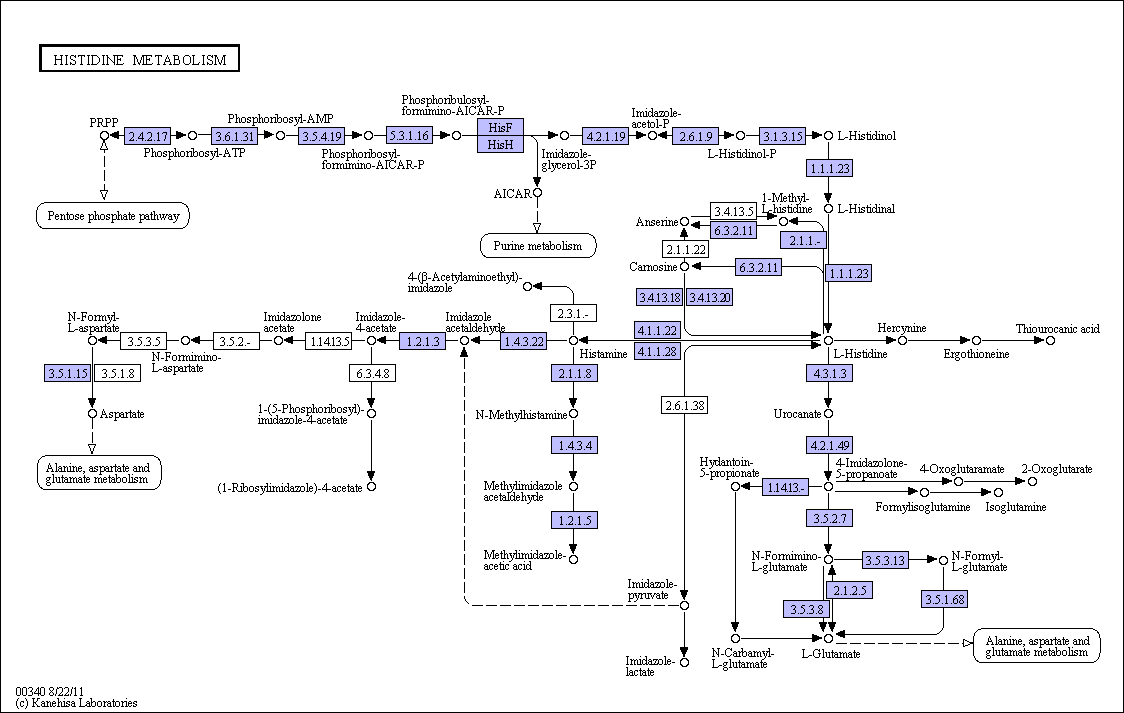 HISTIDINE METABOLISM
PRPP
2.4.2.17
Phosphoribosyl-ATP
3.6.1.31
Phosphoribosyl-AMP
3.5.4.19
Phosphoribosyl-
formimino-AICAR-P
5.3.1.16
Phosphoribulosyl-
formimino-AICAR-P
HisF
HisH
Imidazole-
glycerol-3P
4.2.1.19
Imidazole-
acetol-P
2.6.1.9
L-Histidinol-P
3.1.3.15
L-Histidinol
1.1.1.23
L-Histidinal
AICAR
Pentose phosphate pathway
Purine metabolism
1-Methyl-
L-histidine
3.4.13.5
Anserine
6.3.2.11
2.1.1.-
2.1.1.22
Carnosine
6.3.2.11
1.1.1.23
3.4.13.18
3.4.13.20
4-(β-Acetylaminoethyl)-
imidazole
2.3.1.-
N-Formyl-
L-aspartate
3.5.3.5
N-Formimino-
L-aspartate
3.5.2.-
Imidazolone
acetate
1.14.13.5
Imidazole-
4-acetate
1.2.1.3
Imidazole
acetaldehyde
1.4.3.22
Histamine
4.1.1.22
4.1.1.28
L-Histidine
Hercynine
Ergothioneine
Thiourocanic acid
3.5.1.15
3.5.1.8
6.3.4.8
2.1.1.8
4.3.1.3
2.6.1.38
Aspartate
1-(5-Phosphoribosyl)-
imidazole-4-acetate
N-Methylhistamine
Urocanate
1.4.3.4
4.2.1.49
Alanine, aspartate and
glutamate metabolism
(1-Ribosylimidazole)-4-acetate
Methylimidazole
acetaldehyde
Hydantoin-
5-propionate
1.14.13.-
4-Imidazolone-
5-propanoate
4-Oxoglutaramate
2-Oxoglutarate
Formylisoglutamine
Isoglutamine
1.2.1.5
3.5.2.7
Methylimidazole-
acetic acid
N-Formimino-
L-glutamate
3.5.3.13
N-Formyl-
L-glutamate
Imidazole-
pyruvate
2.1.2.5
3.5.3.8
3.5.1.68
Imidazole-
lactate
N-Carbamyl-
L-glutamate
L-Glutamate
Alanine, aspartate and
glutamate metabolism
00340 8/22/11
(c) Kanehisa Laboratories